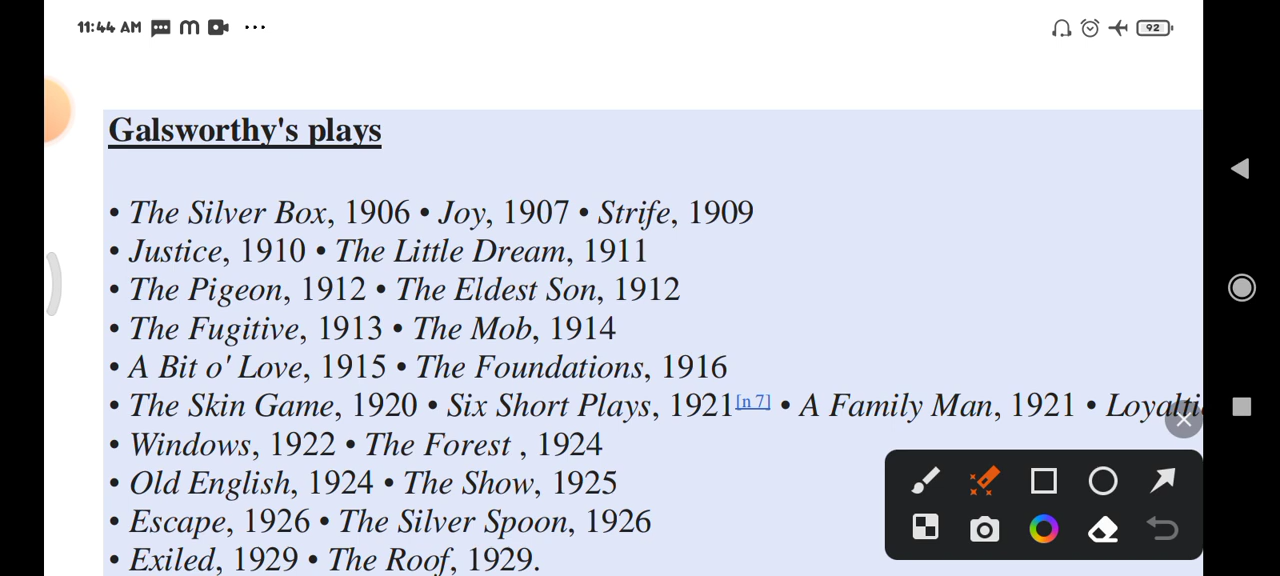 11:44 AM
92
Galsworthy's plays
• The Silver Box, 1906 • Joy, 1907 • Strife, 1909
• Justice, 1910 • The Little Dream, 1911
• The Pigeon, 1912 • The Eldest Son, 1912
• The Fugitive, 1913 • The Mob, 1914
• A Bit o' Love, 1915 • The Foundations, 1916
• The Skin Game, 1920 • Six Short Plays, 1921[n 7] • A Family Man, 1921 •
• Windows, 1922 • The Forest , 1924
• Old English, 1924 • The Show, 1925
• Escape, 1926 • The Silver Spoon, 1926
• Exiled, 1929 • The Roof, 1929.